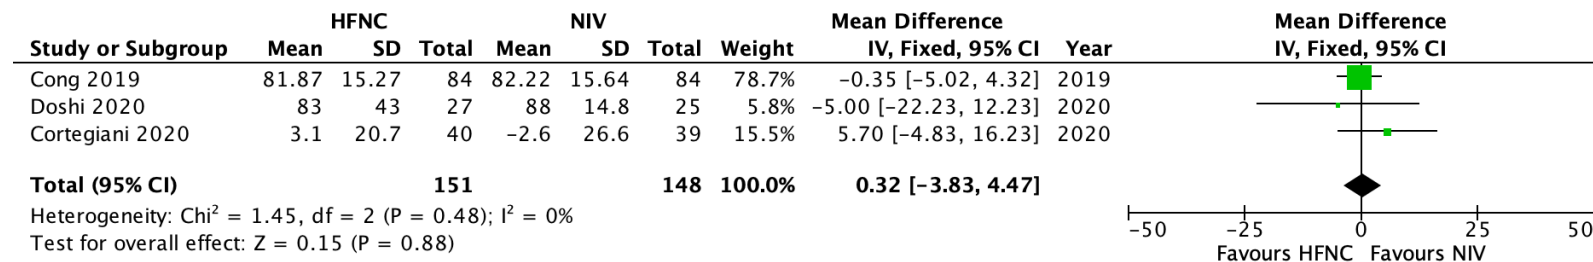 HFNC NIV Mean Difference Mean Difference
Study or Subgroup Mean SD Total Mean SD Total Weight IV, Fixed, 95% CI Year IV, Fixed, 95% CI
Cong 2019 81.87 15.27 84 82.22 15.64 84 78.7% −0.35 [−5.02, 4.32] 2019
Doshi 2020 83 43 27 88 14.8 25 5.8% −5.00 [−22.23, 12.23] 2020
Cortegiani 2020 3.1 20.7 40 −2.6 26.6 39 15.5% 5.70 [−4.83, 16.23] 2020
Total (95% CI) 151 148 100.0% 0.32 [−3.83, 4.47]
Heterogeneity: Chi² = 1.45, df = 2 (P = 0.48); I² = 0%
Test for overall effect: Z = 0.15 (P = 0.88)
−50 −25 0 25 50
Favours HFNC Favours NIV